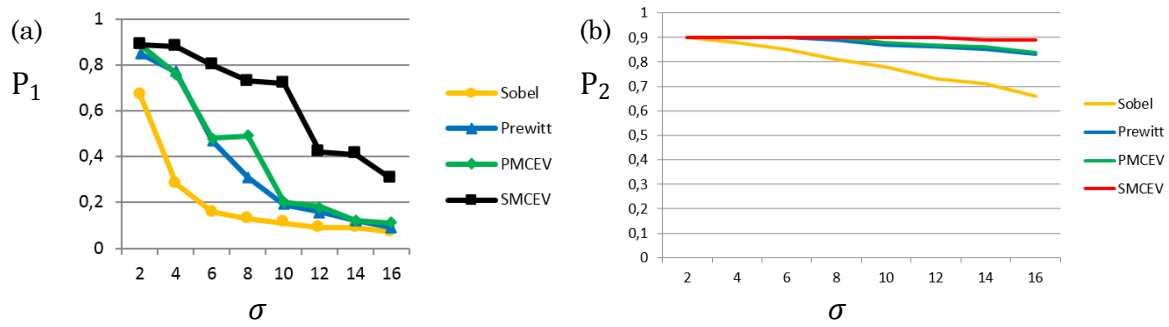 (a)
P1
1
0,8
0,6
0,4
0,2
0
2 4 6 8 10 12 14 16
σ
Sobel
Prewitt
PMCEV
SMCEV
(b)
P2
1
0,9
0,8
0,7
0,6
0,5
0,4
0,3
0,2
0,1
0
2 4 6 8 10 12 14 16
σ
Sobel
Prewitt
PMCEV
SMCEV